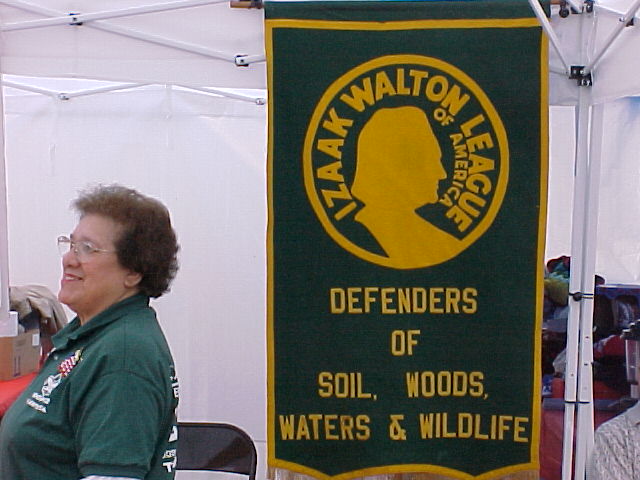 IZAAK WALTON LEAGUE
OF AMERICA
DEFENDERS
OF
SOIL, WOODS,
WATERS & WILDLIFE